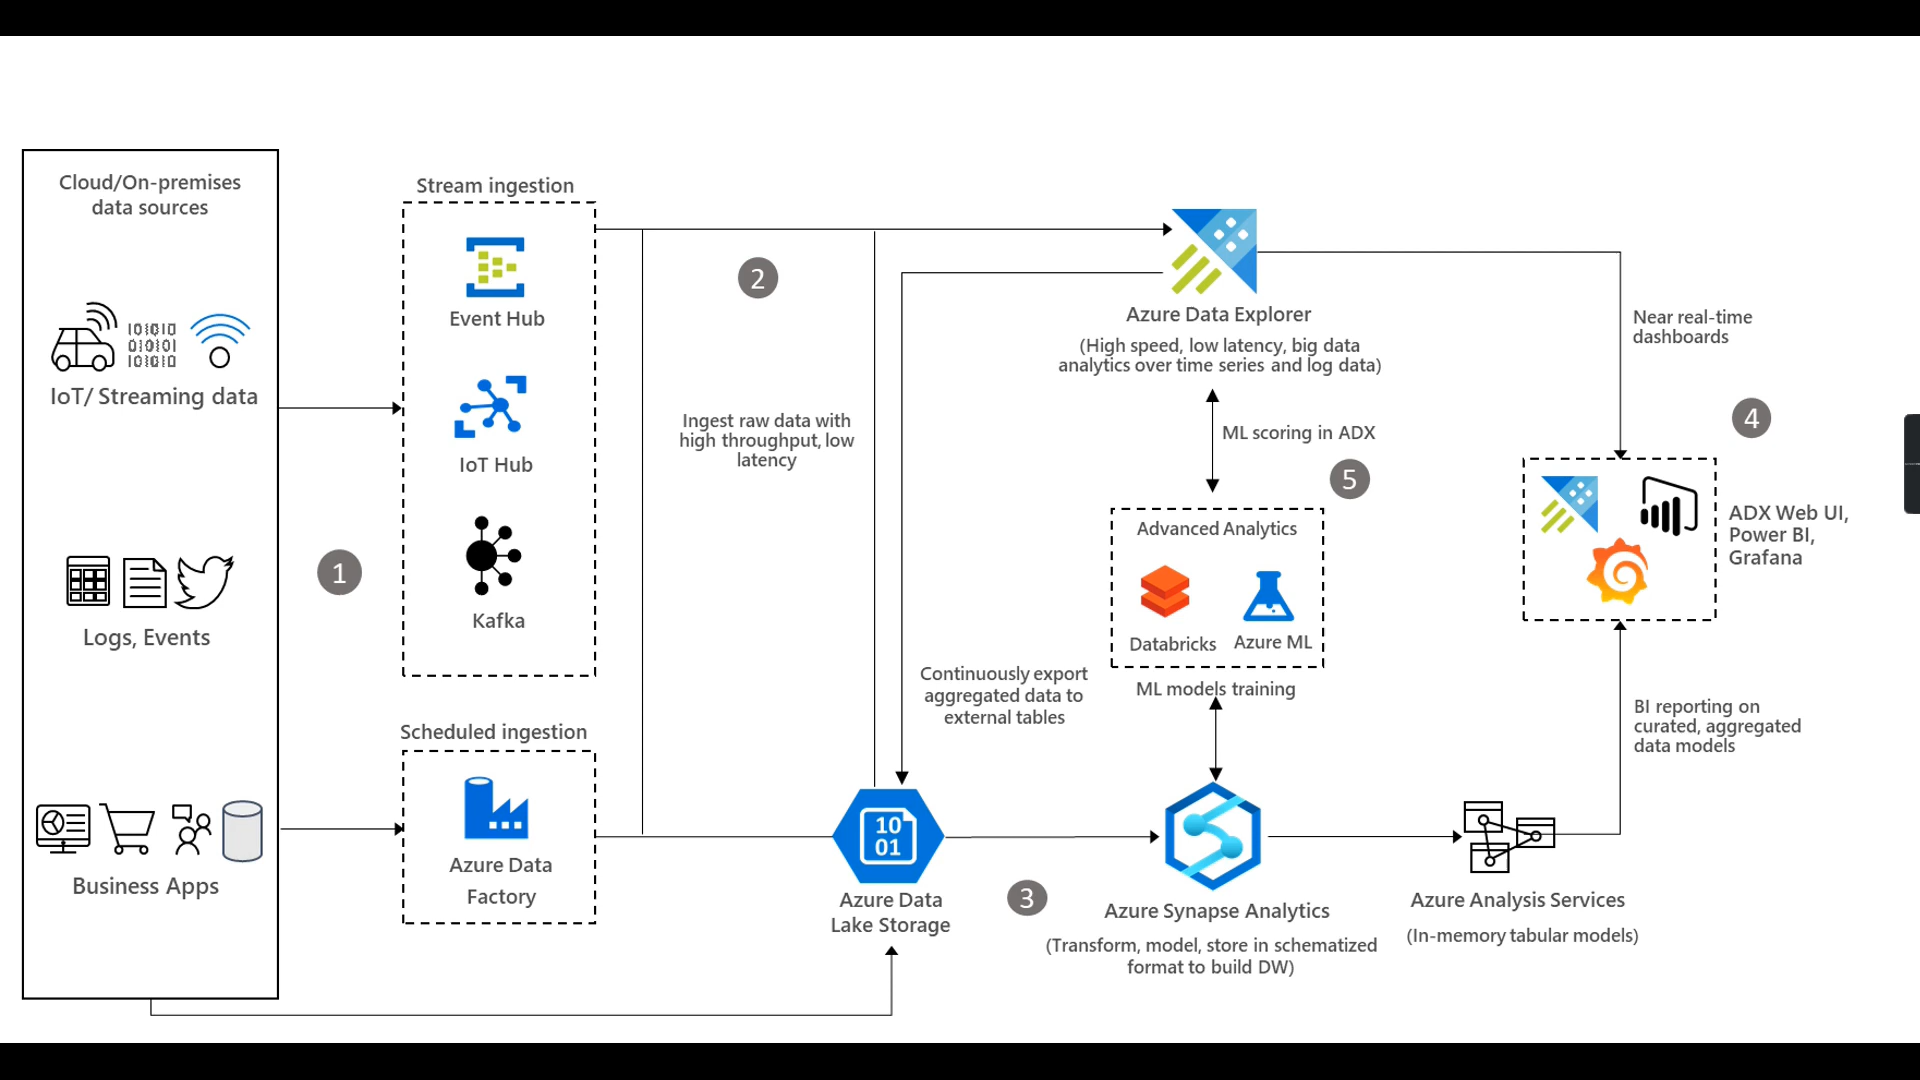 Cloud/On-premises
data sources
IoT/ Streaming data
Logs, Events
Business Apps
1
Stream ingestion
Event Hub
IoT Hub
Kafka
Scheduled ingestion
Azure Data
Factory
2
Ingest raw data with
high throughput, low
latency
Continuously export
aggregated data to
external tables
10
01
Azure Data
Lake Storage
3
Azure Data Explorer
(High speed, low latency, big data
analytics over time series and log data)
ML scoring in ADX
5
Advanced Analytics
Databricks
Azure ML
ML models training
Azure Synapse Analytics
(Transform, model, store in schematized
format to build DW)
Azure Analysis Services
(In-memory tabular models)
Near real-time
dashboards
4
ADX Web UI,
Power BI,
Grafana
BI reporting on
curated, aggregated
data models